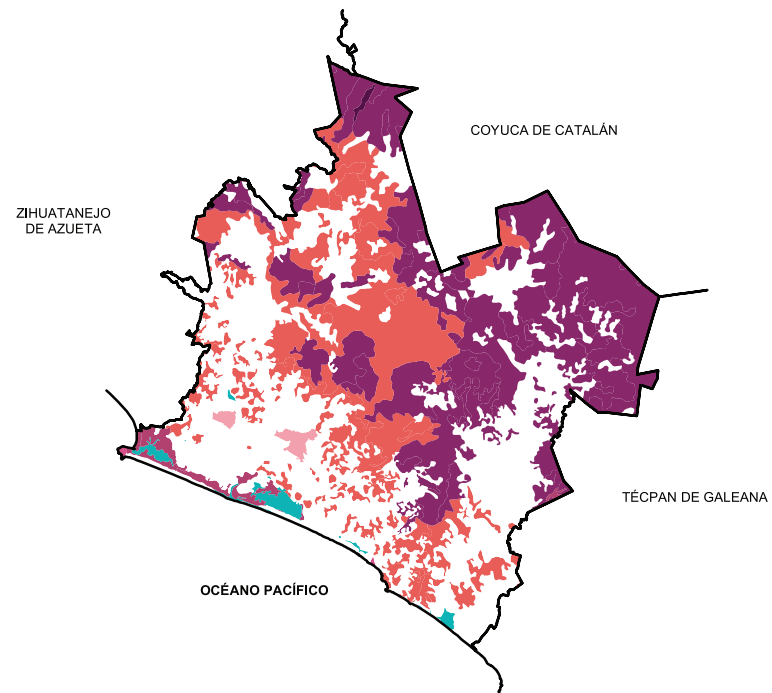 COYUCA DE CATALÁN
ZIHUATANEJO
DE AZUETA
TÉCPAN DE GALEANA
OCÉANO PACÍFICO